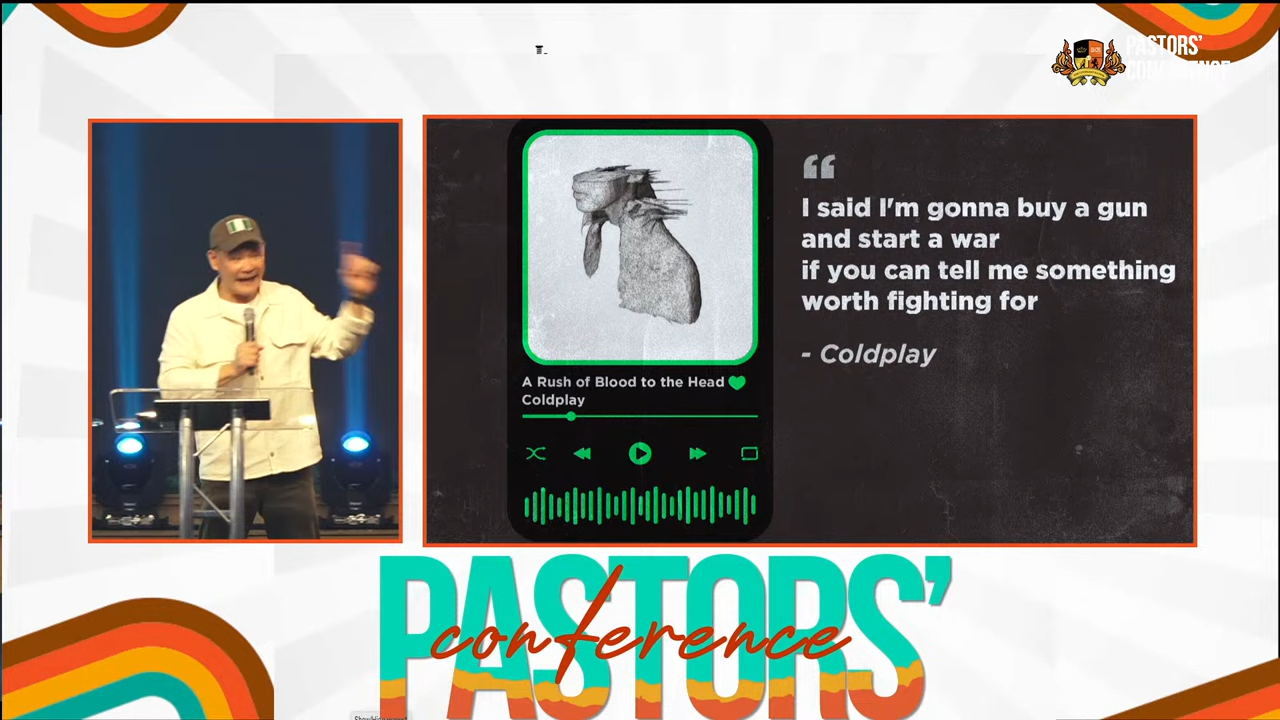 PASTORS'
CONFERENCE
“
I said I'm gonna buy a gun
and start a war
if you can tell me something
worth fighting for
- Coldplay
A Rush of Blood to the Head
Coldplay
PASTORS'
conference